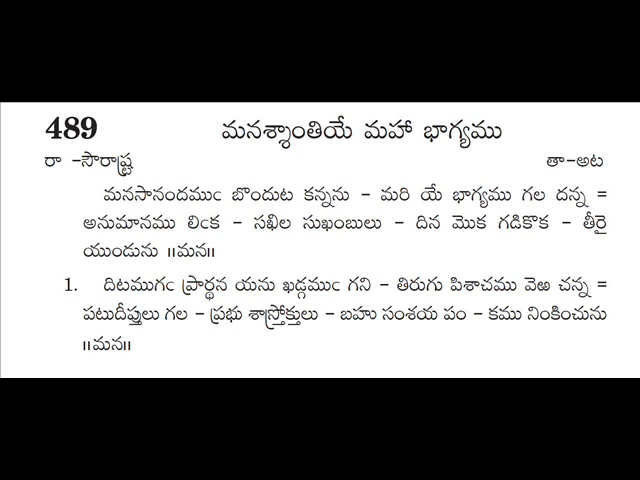 489 మనశ్శాంతియే మహా భాగ్యము
రా -సౌరాష్ట్ర తా-అట
మనసానందముఁ బొందుట కన్నను – మరి యే భాగ్యము గల దన్న =
అనుమానము లిఁక – సఖిల సుఖంబులు – దిన మొక గడికొక – తీరై
యుండును ॥మన॥
1. దిటముగఁ ప్రార్థన యను ఖడ్గముఁ గని – తిరుగు పిశాచము వెఱ చన్న =
పటుదీప్తులు గల – ప్రభు శాస్త్రోక్తులు – బహు సంశయ పం – కము నింకించును
॥మన॥